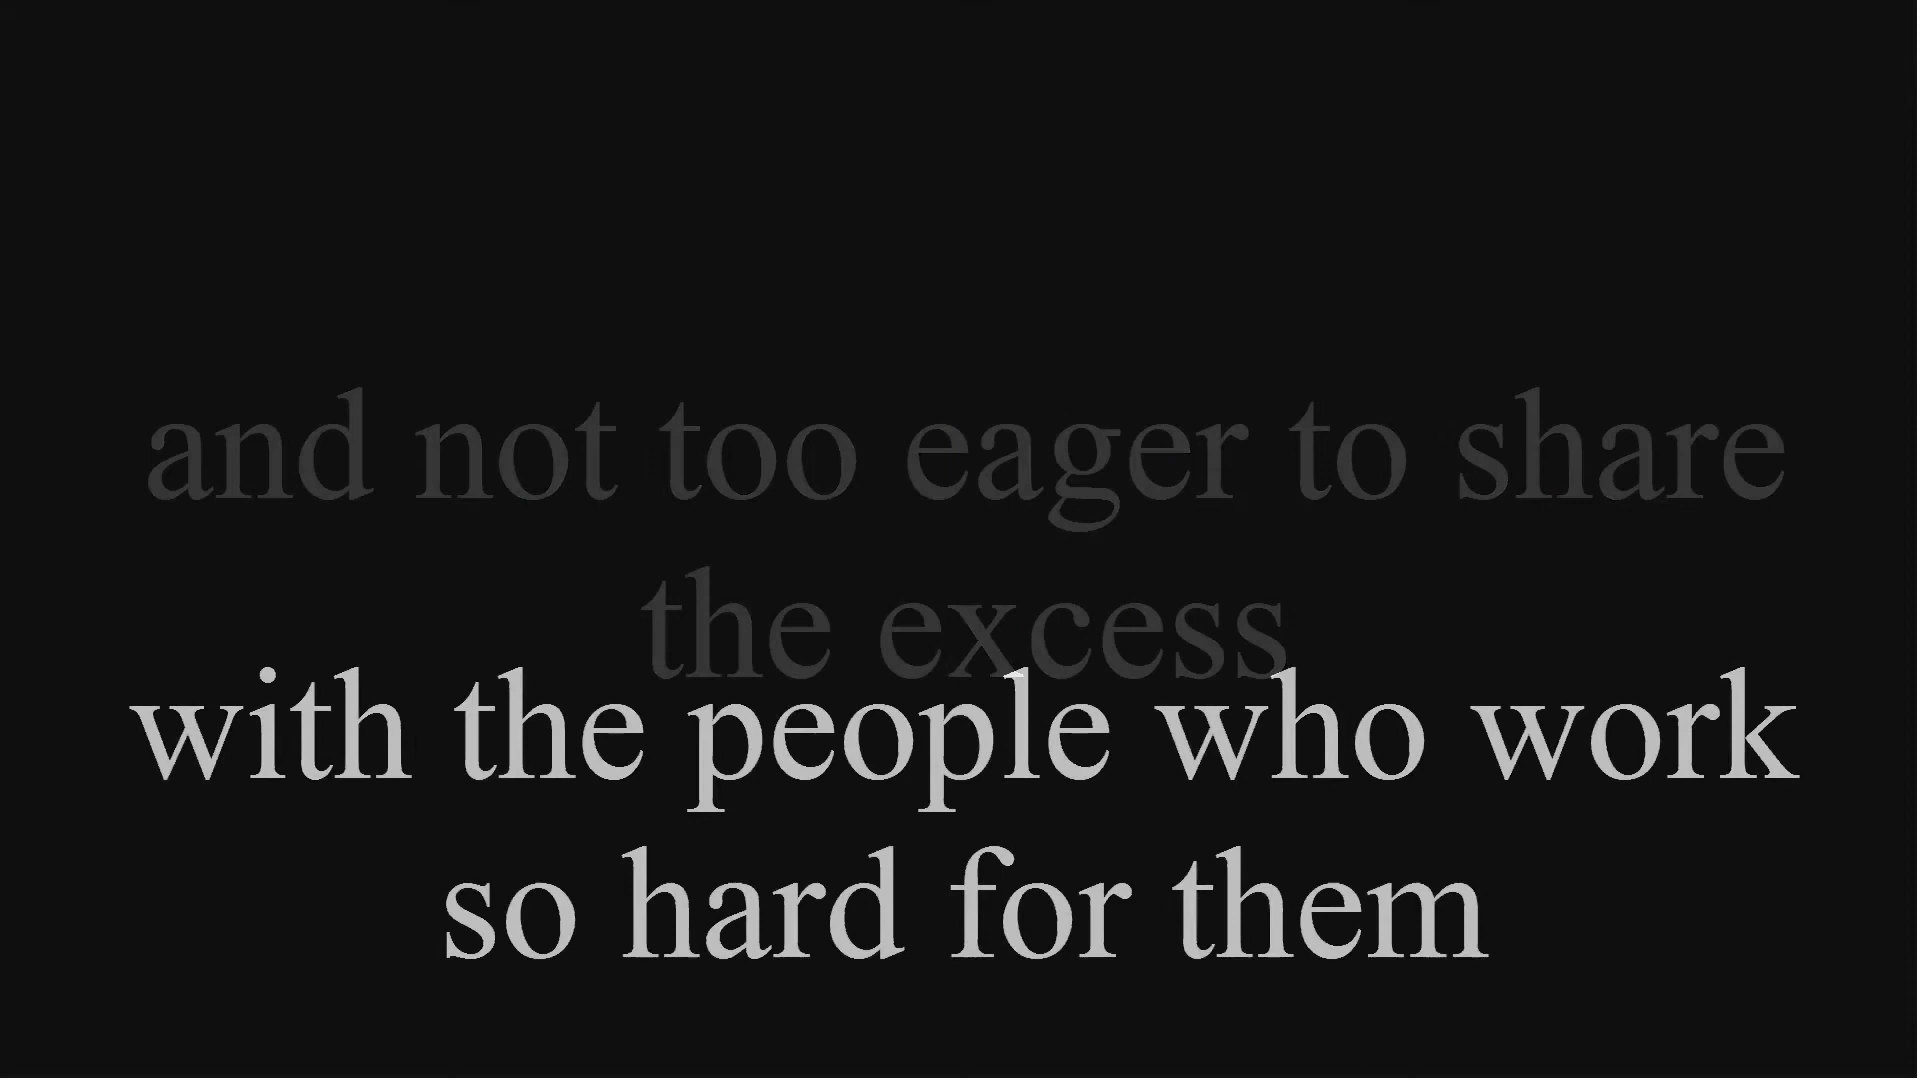 and not too eager to share
the excess
with the people who work
so hard for them